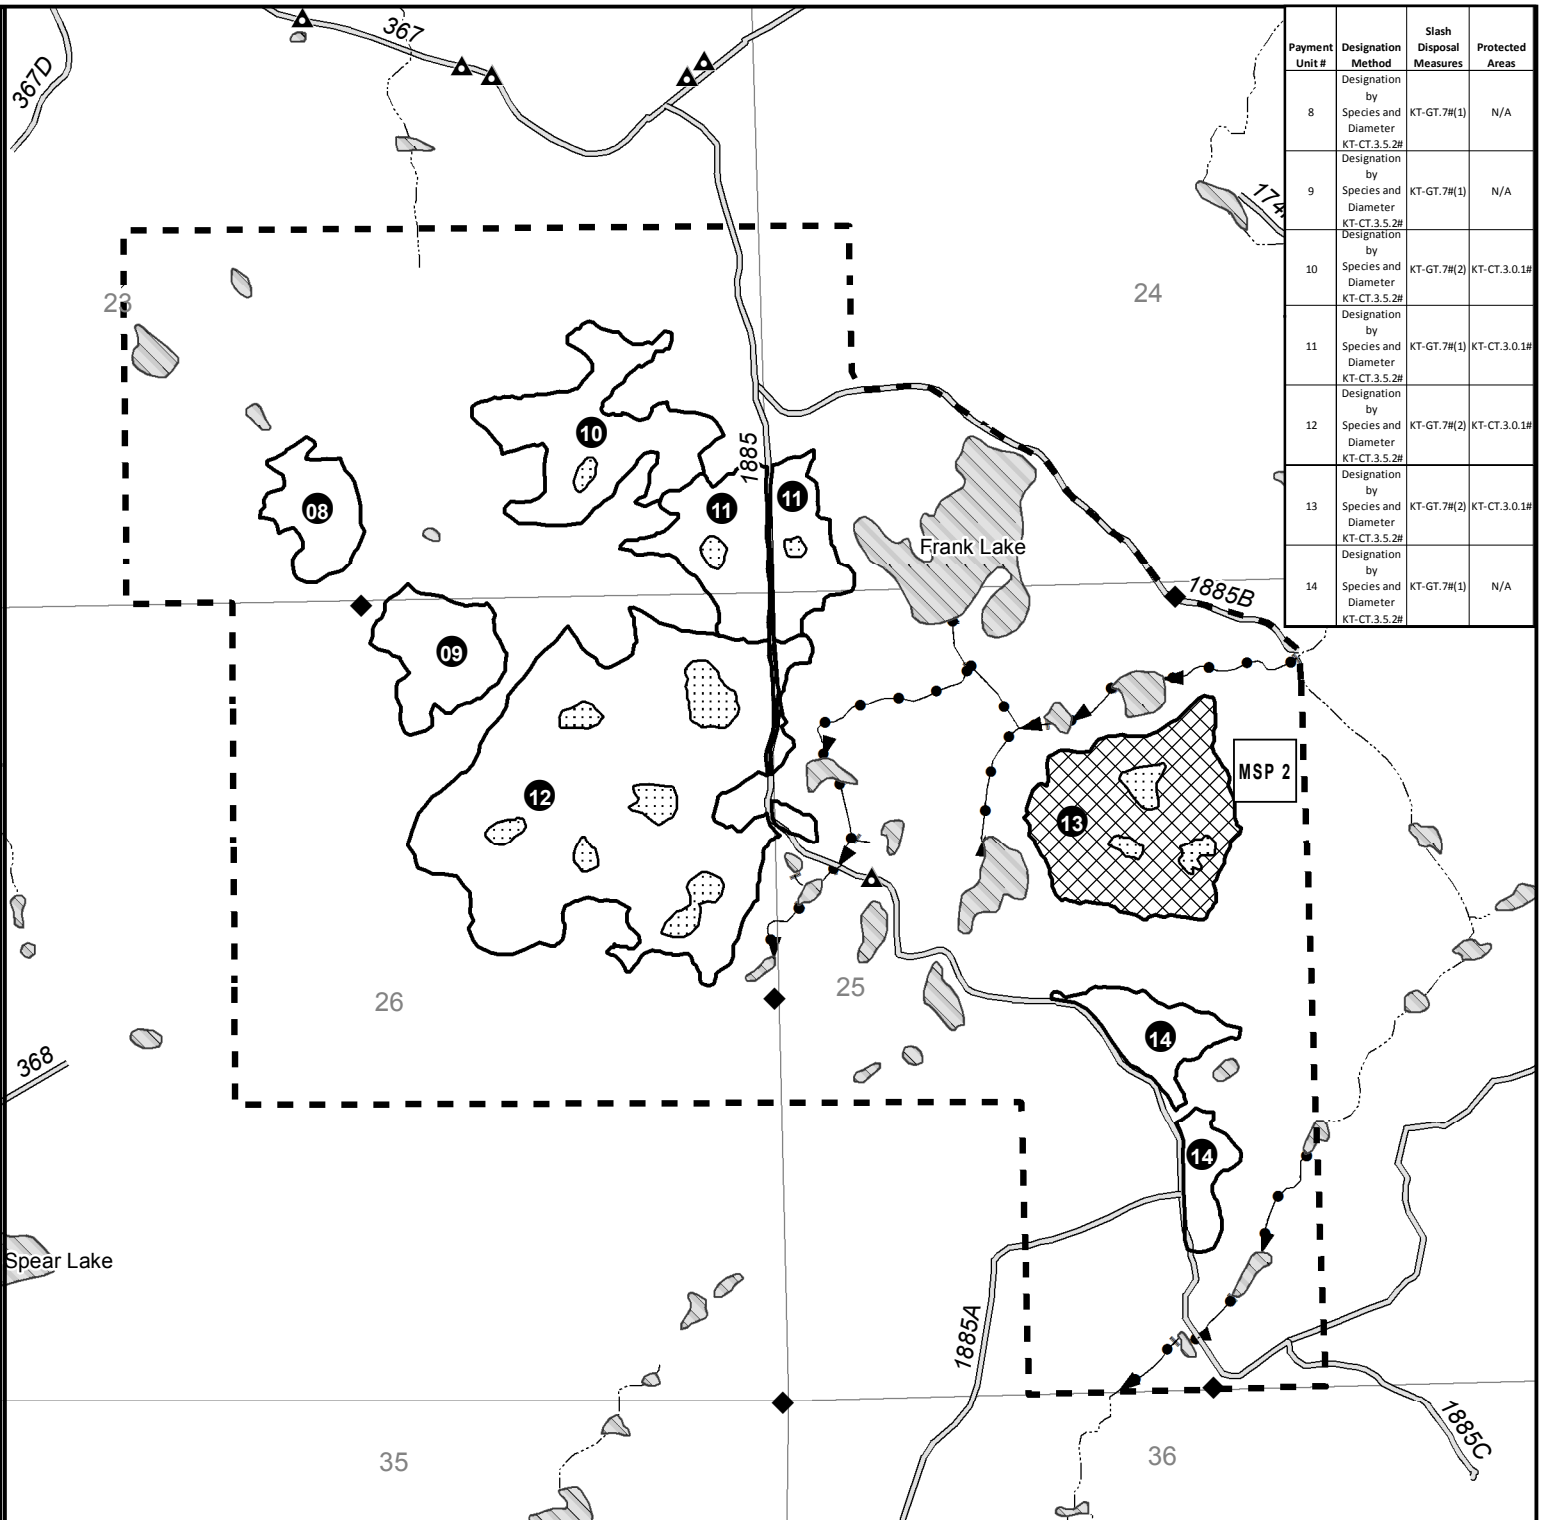 367
367D
Payment Unit # Designation Method Slash Disposal Measures Protected Areas
8 Designation by Species and Diameter KT-CT.3.5.2# KT-GT.7#(1) N/A
9 Designation by Species and Diameter KT-CT.3.5.2# KT-GT.7#(1) N/A
10 Designation by Species and Diameter KT-CT.3.5.2# KT-GT.7#(2) KT-CT.3.0.1#
11 Designation by Species and Diameter KT-CT.3.5.2# KT-GT.7#(1) KT-CT.3.0.1#
12 Designation by Species and Diameter KT-CT.3.5.2# KT-GT.7#(2) KT-CT.3.0.1#
13 Designation by Species and Diameter KT-CT.3.5.2# KT-GT.7#(2) KT-CT.3.0.1#
14 Designation by Species and Diameter KT-CT.3.5.2# KT-GT.7#(1) N/A
23
24
10
1885
08
11
11
Frank Lake
1885B
09
MSP 2
12
13
26
25
14
368
14
Spear Lake
1885A
1885C
35
36